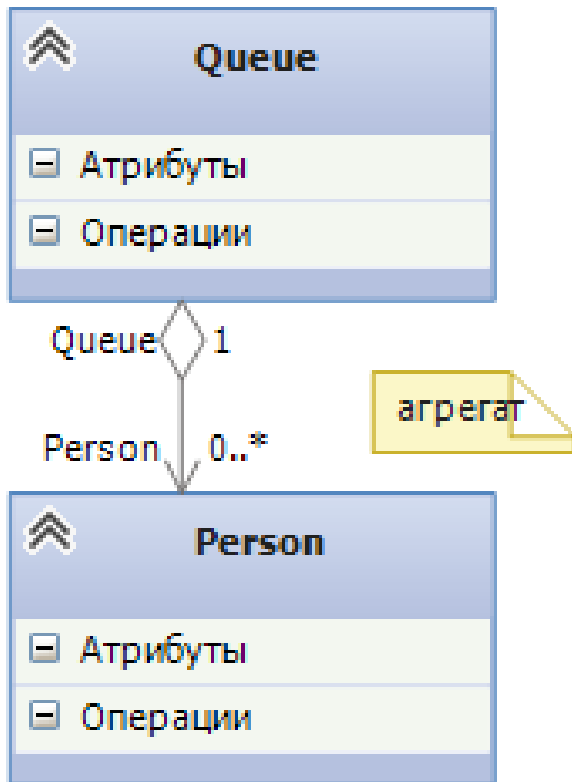 Queue
Атрибуты
Операции
Queue 1
агрегат
Person 0..*
Person
Атрибуты
Операции